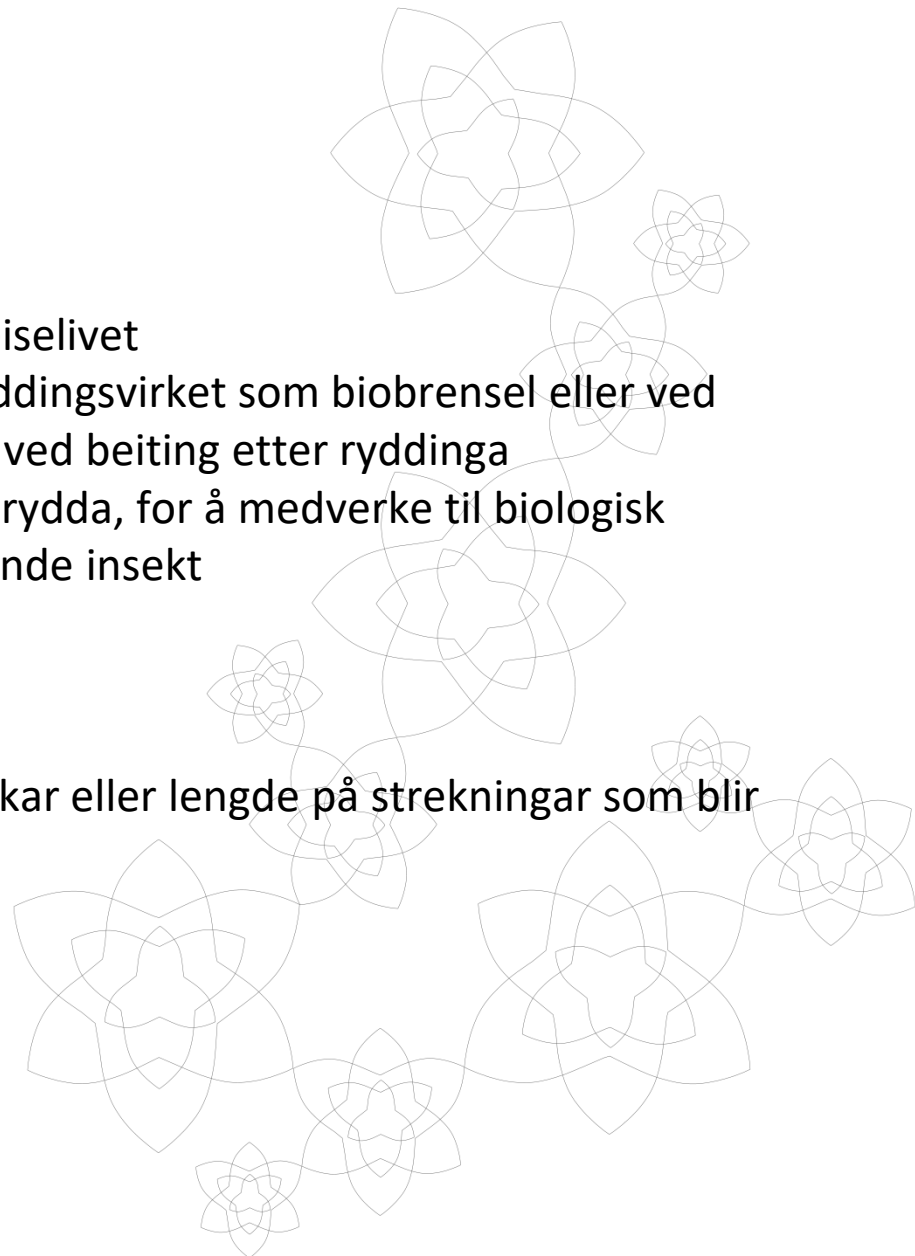 iselivet
ddingsvirket som biobrensel eller ved
ved beiting etter ryddinga
rydda, for å medverke til biologisk
nde insekt
kar eller lengde på strekningar som blir